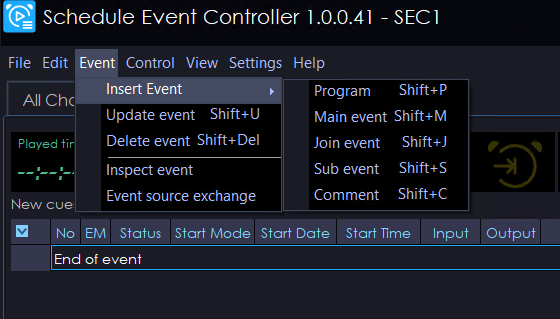 Schedule Event Controller 1.0.0.41 - SEC1
File Edit Event Control View Settings Help
All Cha
Insert Event
Update event Shift+U
Delete event Shift+Del
Inspect event
Event source exchange
Program Shift+P
Main event Shift+M
Join event Shift+J
Sub event Shift+S
Comment Shift+C
Played tim
--:--:
New cue
No EM Status Start Mode Start Date Start Time Input Output
End of event